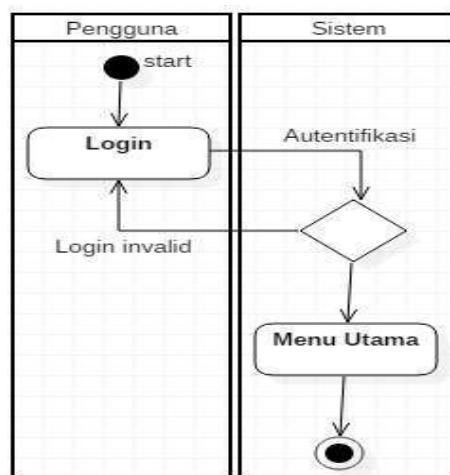 Pengguna
Sistem
start
Login
Autentifikasi
Login invalid
Menu Utama